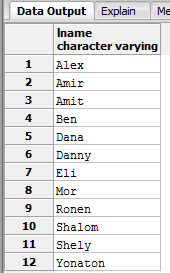 Data Output Explain Me
lname
character varying
1 Alex
2 Amir
3 Amit
4 Ben
5 Dana
6 Danny
7 Eli
8 Mor
9 Ronen
10 Shalom
11 Shely
12 Yonaton